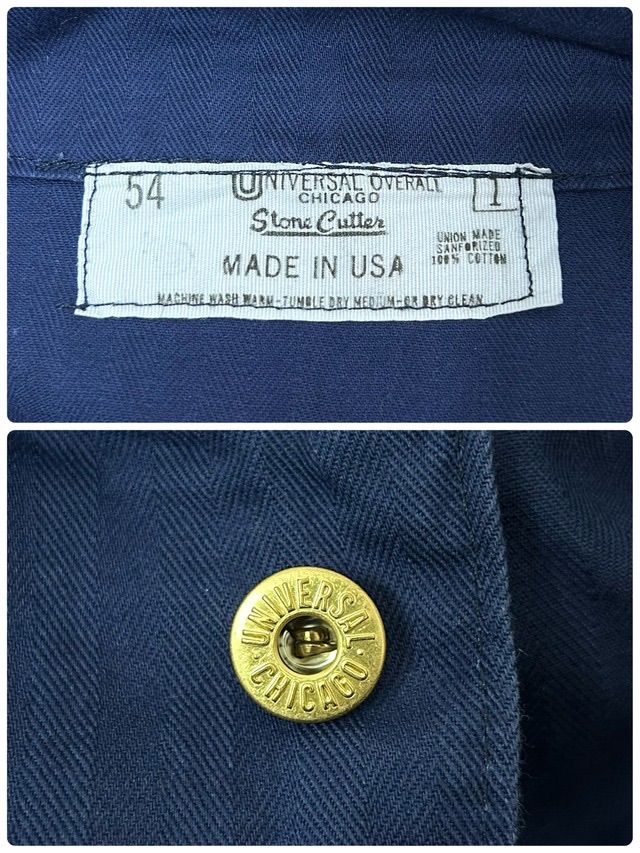 54
UNIVERSAL OVERALL
1
CHICAGO
Stone Cutter
UNION MADE
SANFORIZED
100% COTTON
MADE IN USA
MACHINE WASH WARM-TUMBLE DRY MEDIUM-OR DRY CLEAN
UNIVERSAL
· CHICAGO ·